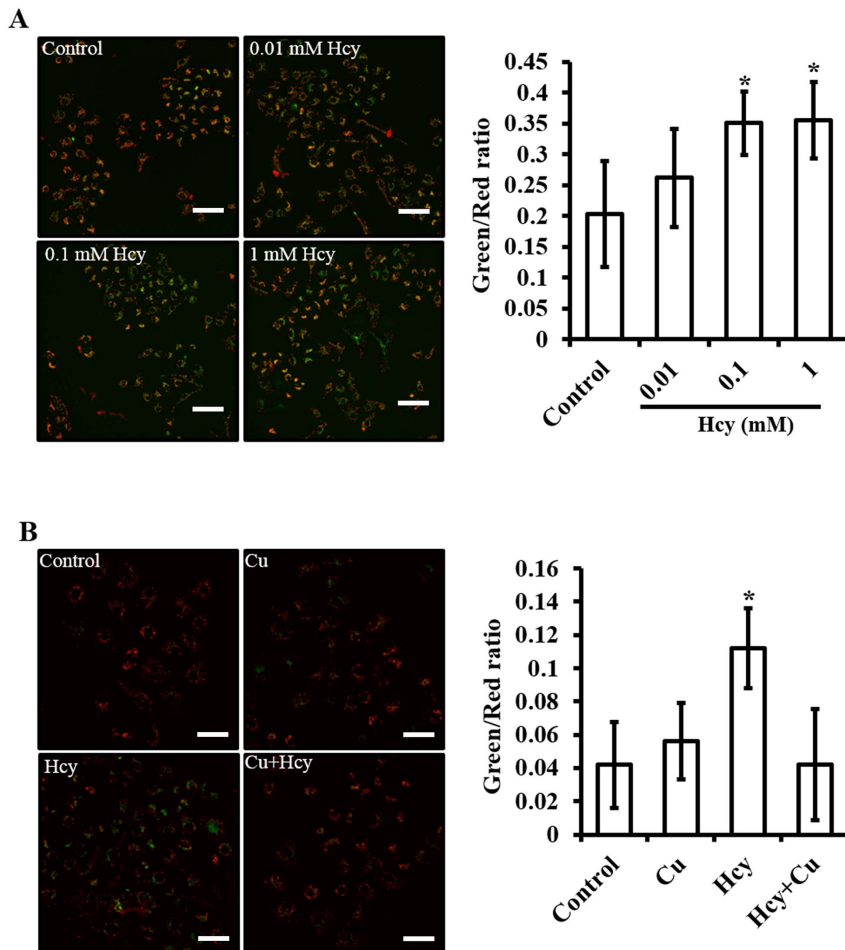 A
Control
0.01 mM Hcy
0.1 mM Hcy
1 mM Hcy
Green/Red ratio
0.45
0.4
0.35
0.3
0.25
0.2
0.15
0.1
0.05
0
*
*
Control
0.01
0.1
1
Hcy (mM)
B
Control
Cu
Hcy
Cu+Hcy
Green/Red ratio
0.16
0.14
0.12
0.1
0.08
0.06
0.04
0.02
0
*
Control
Cu
Hcy
Hcy+Cu